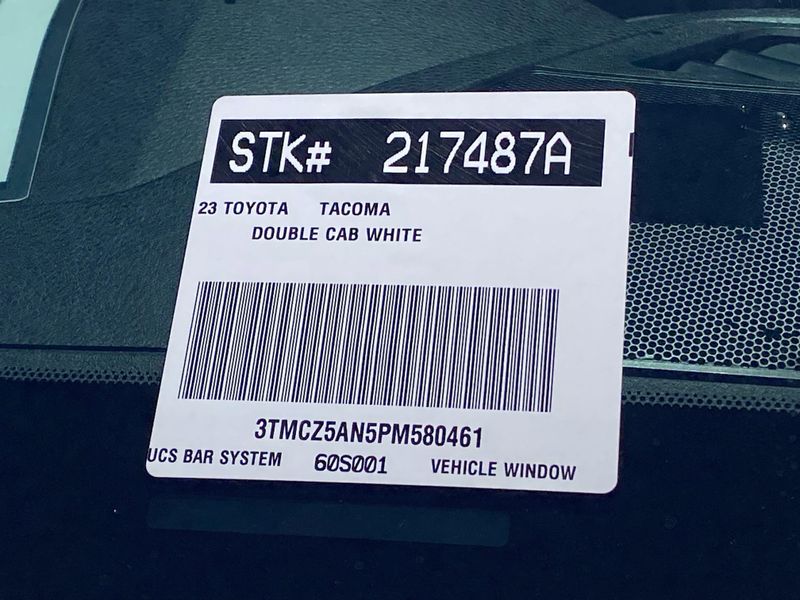 STK# 217487A
23 TOYOTA TACOMA
DOUBLE CAB WHITE
3TMCZ5AN5PM580461
UCS BAR SYSTEM 60S001 VEHICLE WINDOW